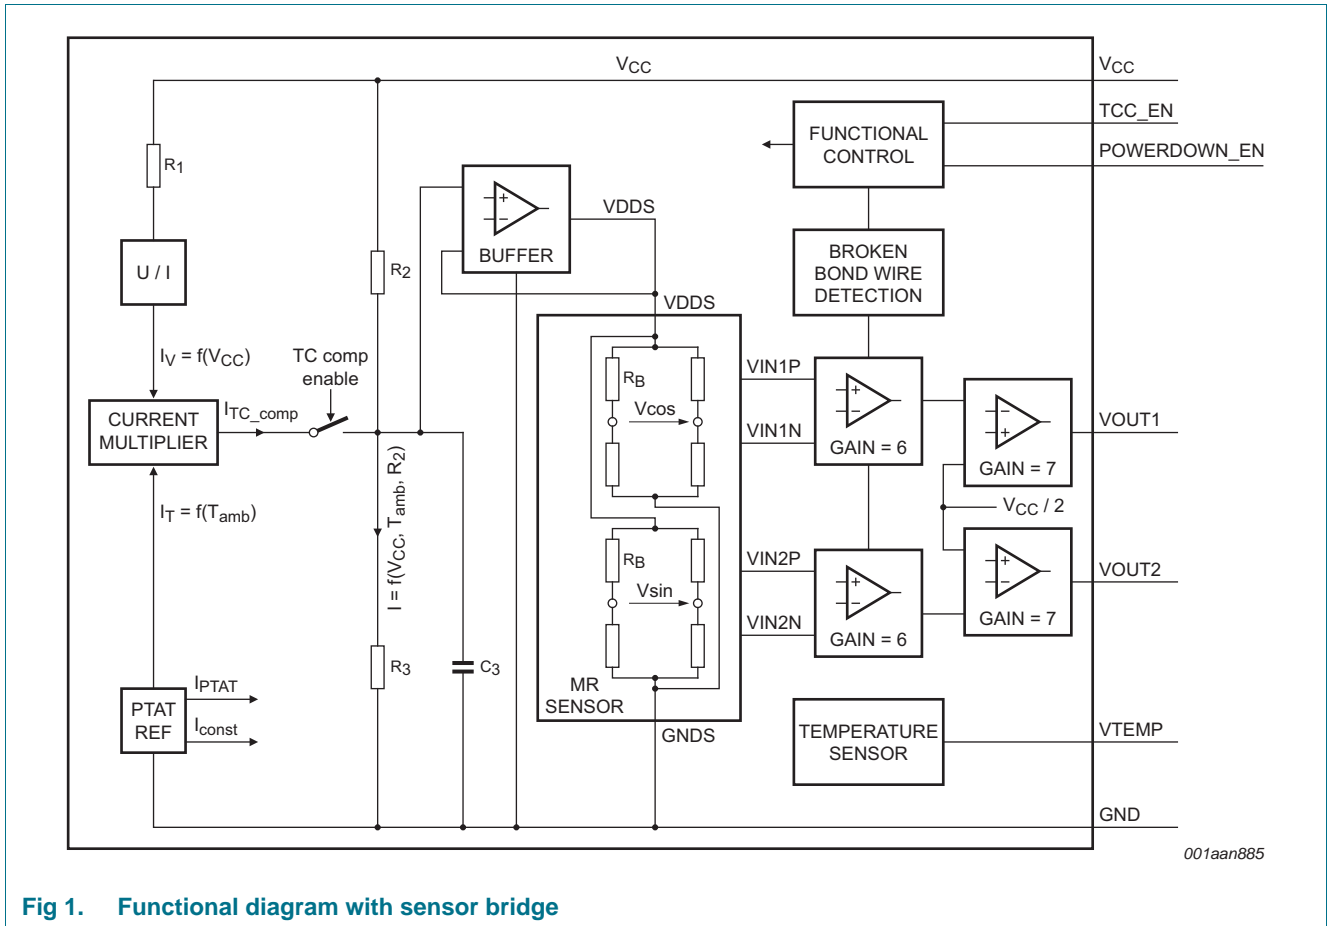 VCC
VCC
TCC_EN
POWERDOWN_EN
FUNCTIONAL
CONTROL
R1
U / I
IV = f(VCC)
R2
BUFFER
VDDS
VDDS
BROKEN
BOND WIRE
DETECTION
TC comp
enable
CURRENT
MULTIPLIER
ITC_comp
IT = f(Tamb)
I = f(VCC, Tamb, R2)
RB
Vcos
VIN1P
VIN1N
GAIN = 6
GAIN = 7
VOUT1
VCC / 2
RB
Vsin
VIN2P
VIN2N
GAIN = 6
GAIN = 7
VOUT2
R3
C3
MR
SENSOR
GNDS
PTAT
REF
IPTAT
Iconst
TEMPERATURE
SENSOR
VTEMP
GND
001aan885
Fig 1. Functional diagram with sensor bridge